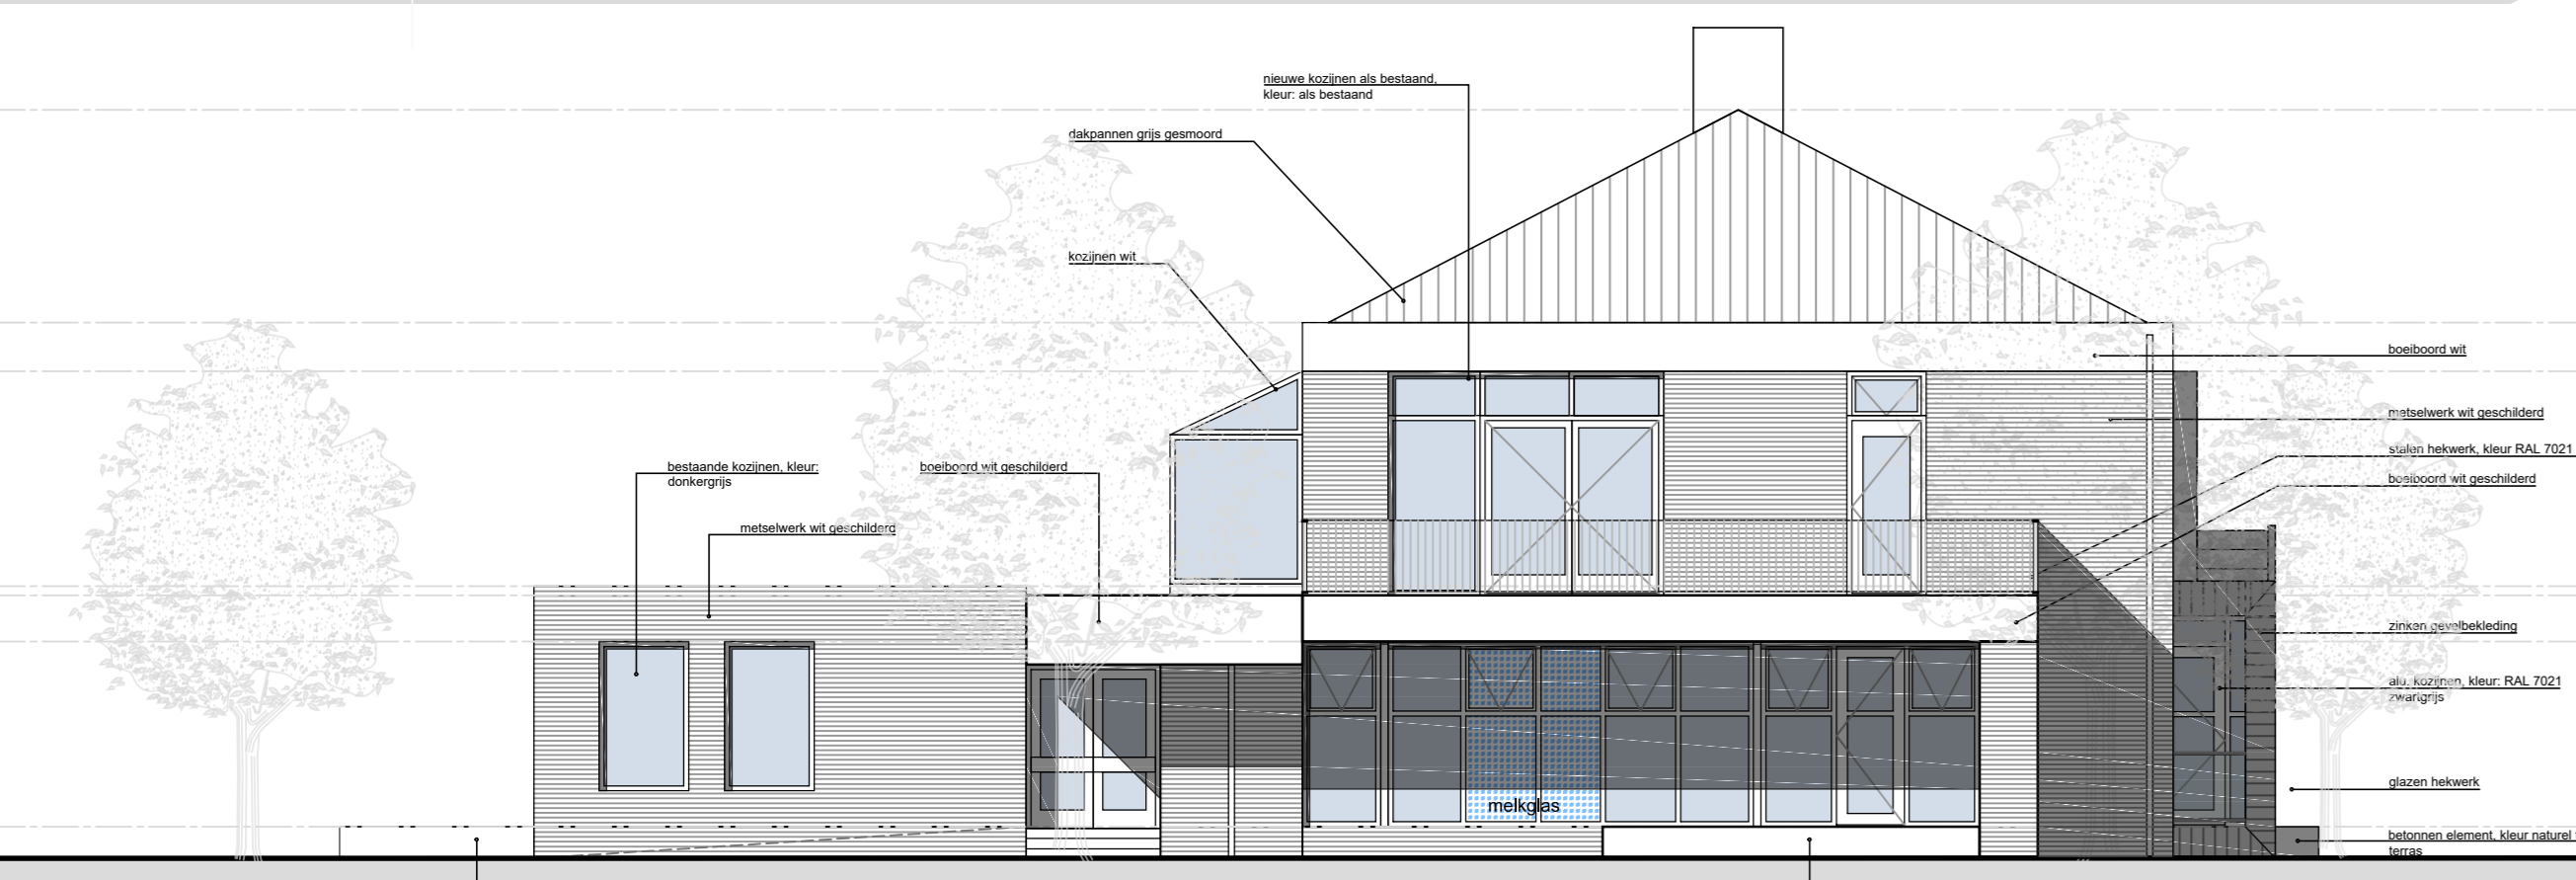 nieuwe kozijnen als bestaand,
kleur: als bestaand
dakpannen grijs gesmoord
kozijnen wit
bestaande kozijnen, kleur:
donkergrijs
boeiboord wit geschilderd
metselwerk wit geschilderd
boeiboord wit
metselwerk wit geschilderd
stalen hekwerk, kleur RAL 7021
boeiboord wit geschilderd
zinken gevelbekleding
alu. kozijnen, kleur: RAL 7021
zwartgrijs
melkglas
glazen hekwerk
betonnen element, kleur naturel
terras